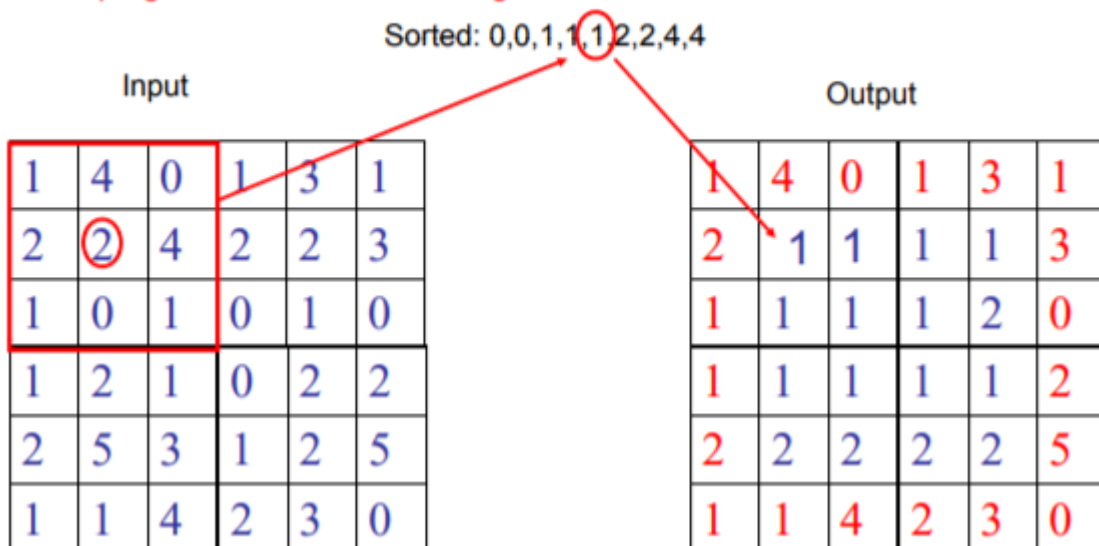 Sorted: 0,0,1,1,1,2,2,4,4
Input
Output
1 4 0 1 3 1
2 2 4 2 2 3
1 0 1 0 1 0
1 2 1 0 2 2
2 5 3 1 2 5
1 1 4 2 3 0
1 4 0 1 3 1
2 1 1 1 1 3
1 1 1 1 2 0
1 1 1 1 1 2
2 2 2 2 2 5
1 1 4 2 3 0